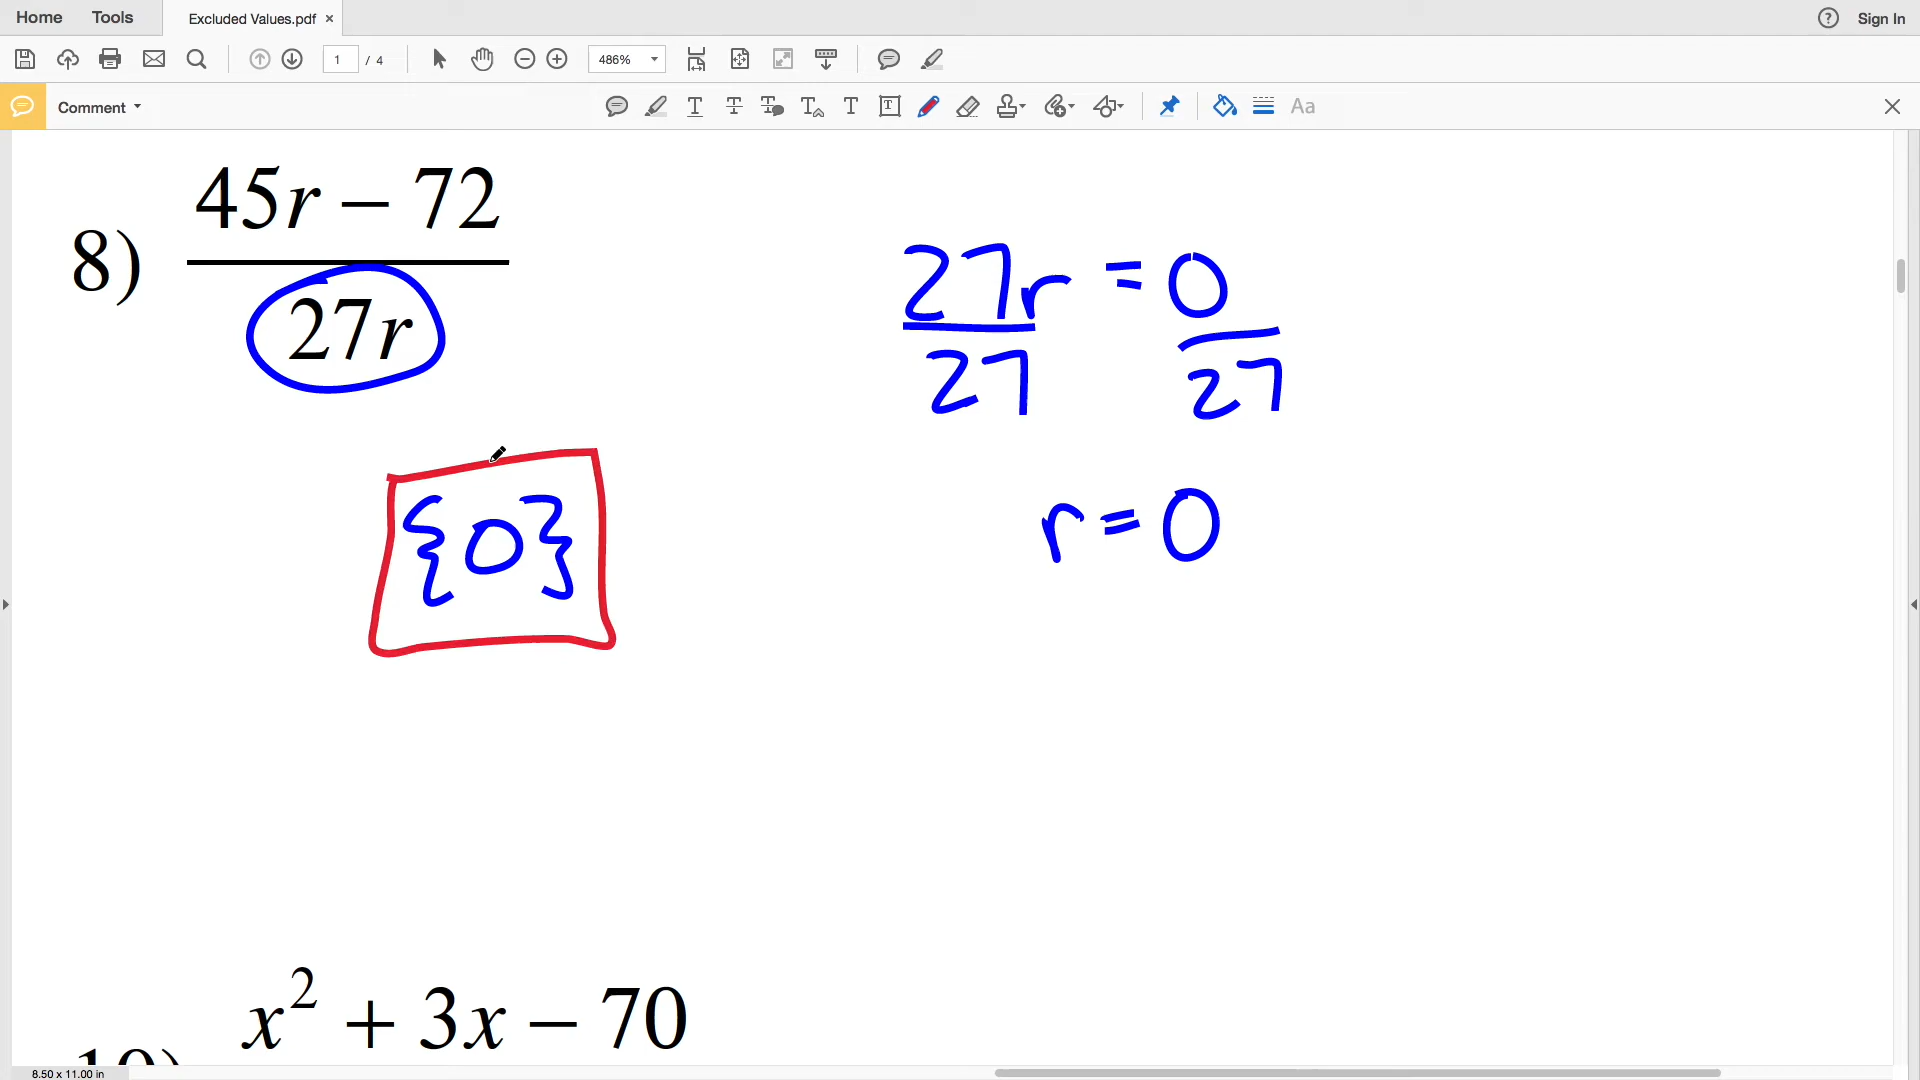 Home Tools Excluded Values.pdf × ? Sign In
1 / 4 486%
Comment T T T T T T Aa
8) 45r − 72
27r
27r = 0
27 27
r = 0
{0}
10) x² + 3x − 70
8.50 x 11.00 in